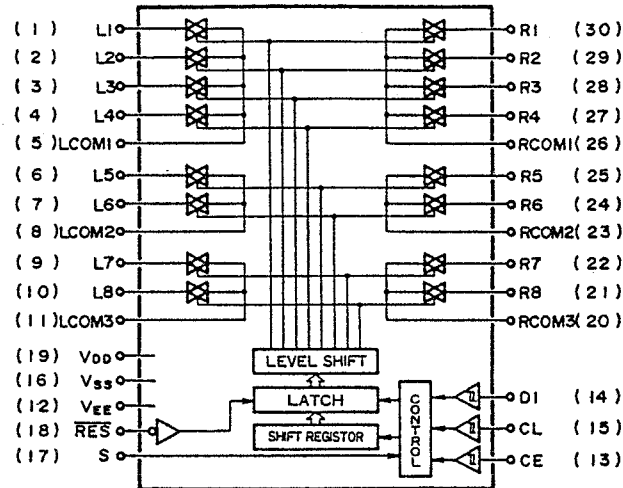 ( 1 ) L1 R1 (30)
( 2 ) L2 R2 (29)
( 3 ) L3 R3 (28)
( 4 ) L4 R4 (27)
( 5 )LCOM1 RCOM1(26)
( 6 ) L5 R5 (25)
( 7 ) L6 R6 (24)
( 8 )LCOM2 RCOM2(23)
( 9 ) L7 R7 (22)
(10) L8 R8 (21)
(11)LCOM3 RCOM3(20)
(19) VDD LEVEL SHIFT
(16) VSS
(12) VEE LATCH CONTROL DI (14)
(18) RES SHIFT REGISTOR CL (15)
(17) S CE (13)